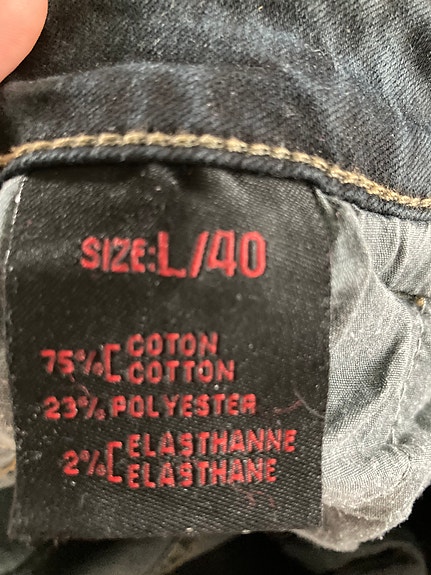 SIZE:L/40
75%[COTON
COTTON
23% POLYESTER
2%[ELASTHANNE
ELASTHANE